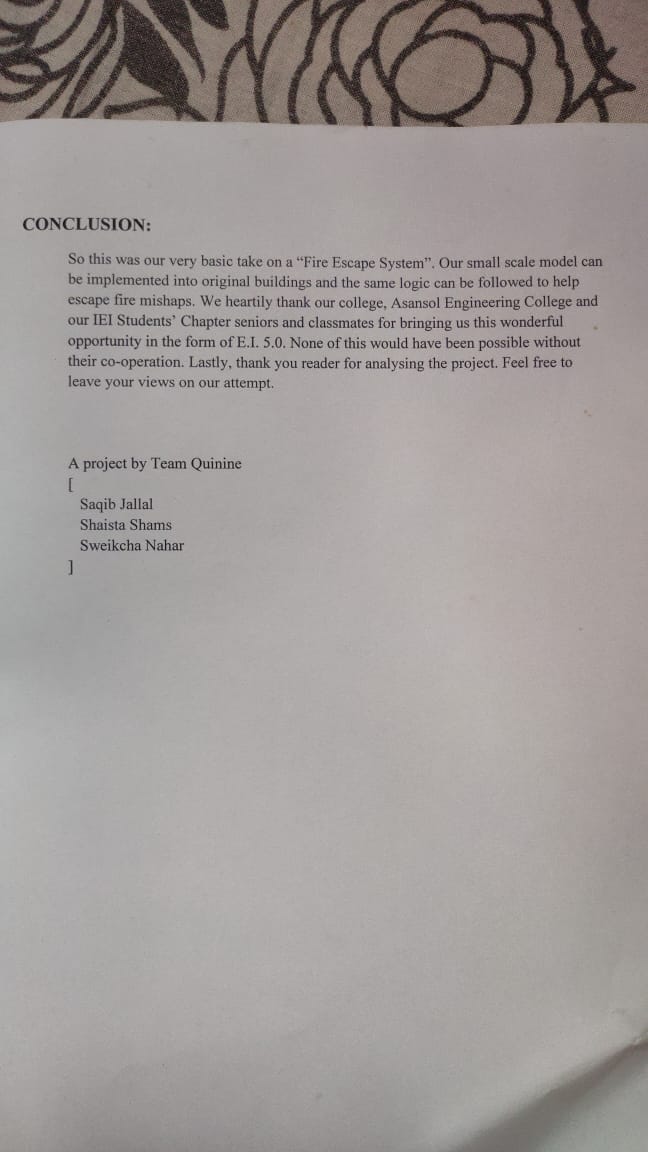 CONCLUSION:
So this was our very basic take on a “Fire Escape System”. Our small scale model can
be implemented into original buildings and the same logic can be followed to help
escape fire mishaps. We heartily thank our college, Asansol Engineering College and
our IEI Students’ Chapter seniors and classmates for bringing us this wonderful
opportunity in the form of E.I. 5.0. None of this would have been possible without
their co-operation. Lastly, thank you reader for analysing the project. Feel free to
leave your views on our attempt.
A project by Team Quinine
[
Saqib Jallal
Shaista Shams
Sweikcha Nahar
]